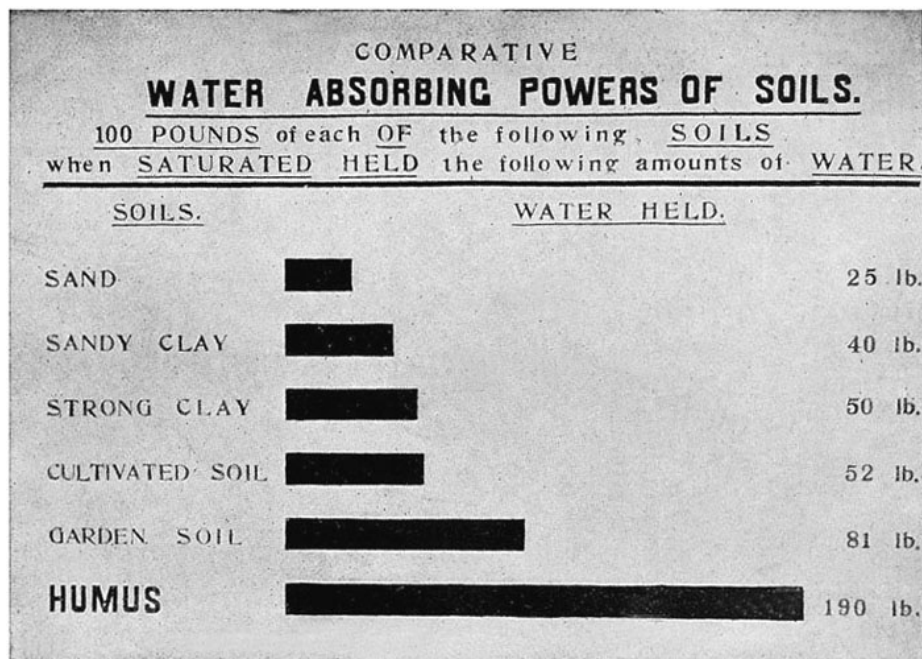 COMPARATIVE
WATER ABSORBING POWERS OF SOILS.
100 POUNDS of each OF the following SOILS
when SATURATED HELD the following amounts of WATER
SOILS. WATER HELD.
SAND 25 lb.
SANDY CLAY 40 lb.
STRONG CLAY 50 lb.
CULTIVATED SOIL 52 lb.
GARDEN SOIL 81 lb.
HUMUS 190 lb.